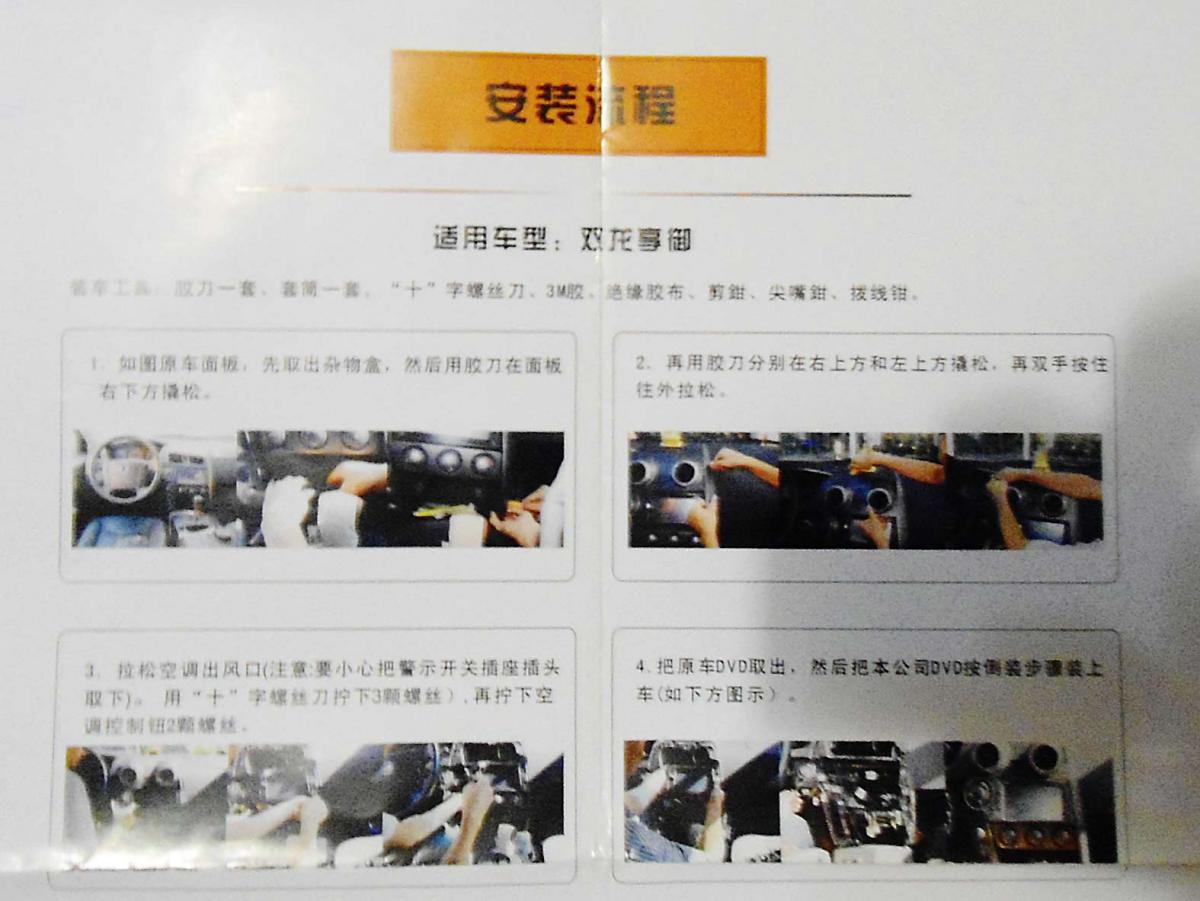 安装流程
适用车型：双龙享御
装车工具：胶刀一套、套筒一套、“十”字螺丝刀、3M胶、绝缘胶布、剪鉗、尖嘴鉗、拨线钳。
1. 如图原车面板，先取出杂物盒，然后用胶刀在面板
右下方撬松。
2. 再用胶刀分别在右上方和左上方撬松，再双手按住
往外拉松。
3. 拉松空调出风口(注意:要小心把警示开关插座插头
取下)。 用“十”字螺丝刀拧下3颗螺丝）,再拧下空
调控制钮2颗螺丝。
4.把原车DVD取出，然后把本公司DVD按倒装步骤装上
车(如下方图示）。